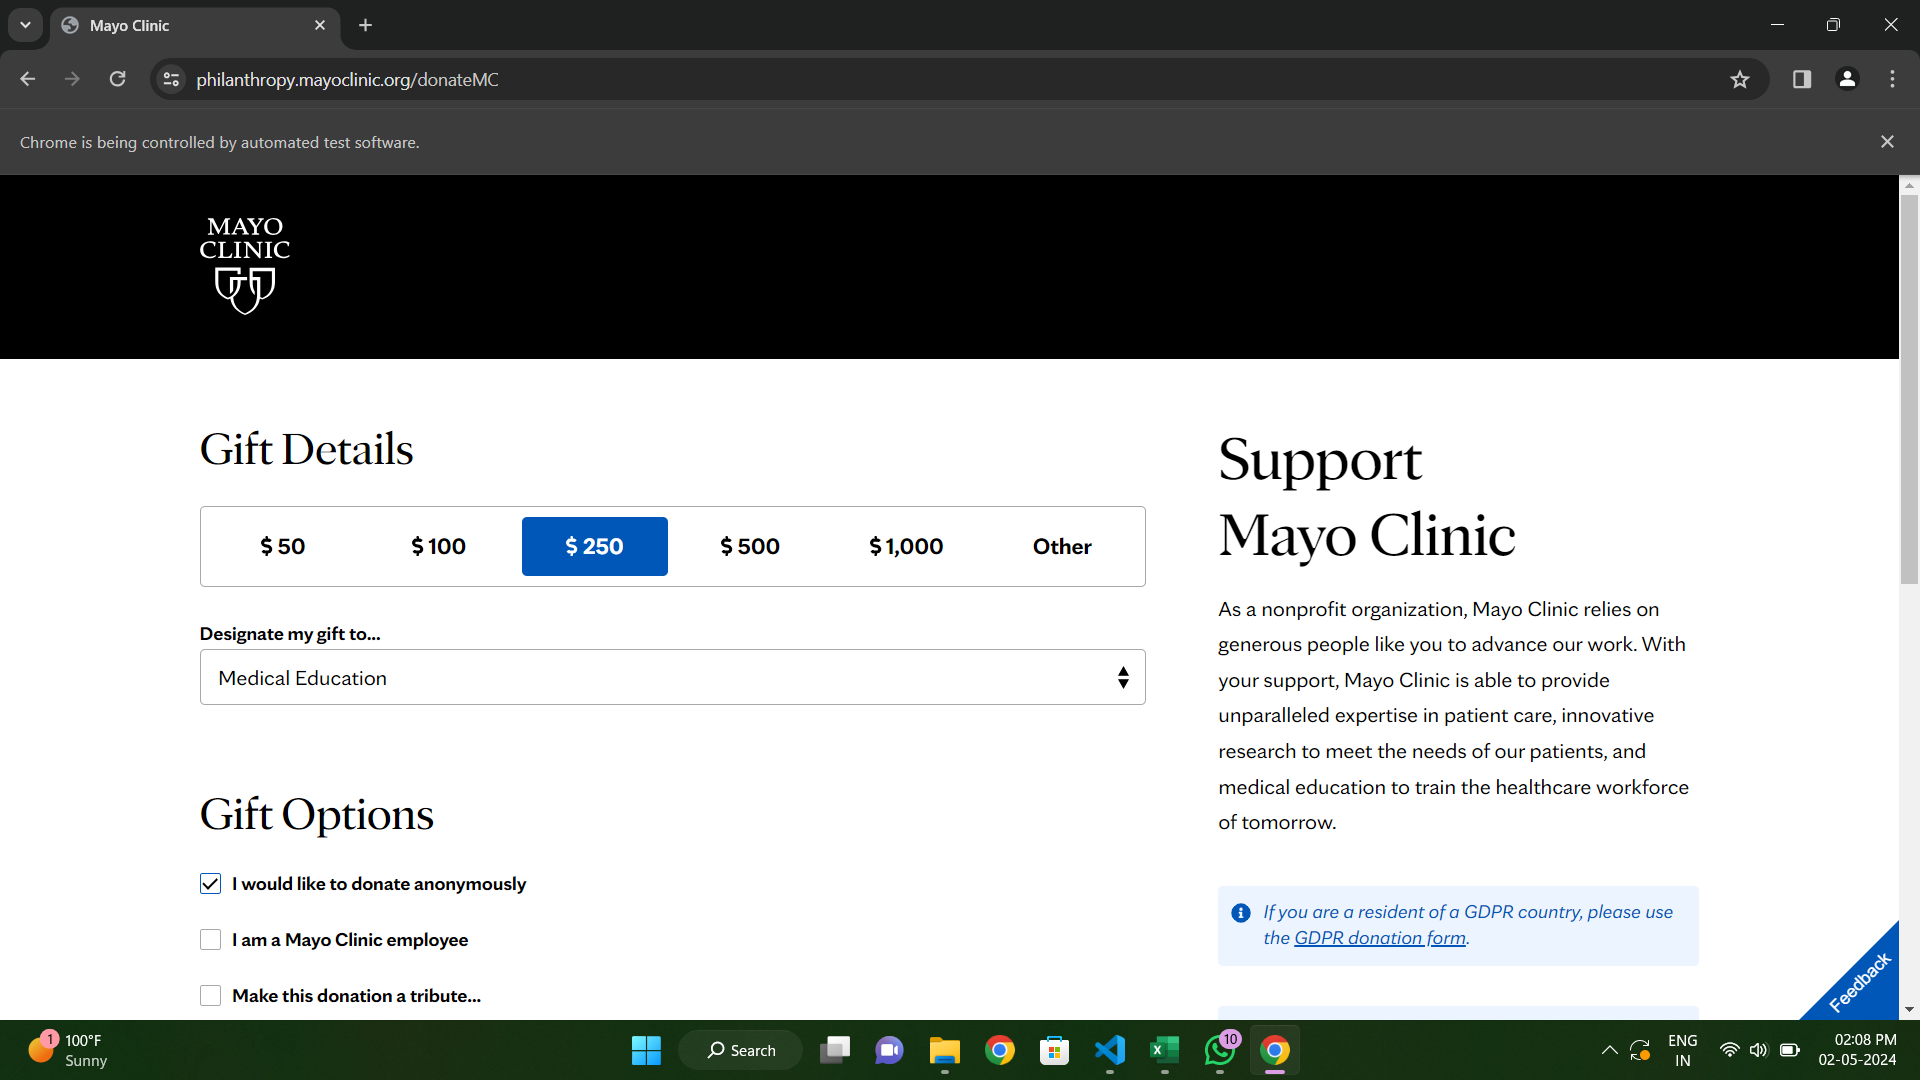 Mayo Clinic
philanthropy.mayoclinic.org/donateMC
Chrome is being controlled by automated test software.
MAYO
CLINIC
Gift Details
$ 50
$ 100
$ 250
$ 500
$ 1,000
Other
Designate my gift to...
Medical Education
Gift Options
I would like to donate anonymously
I am a Mayo Clinic employee
Make this donation a tribute...
Support
Mayo Clinic
As a nonprofit organization, Mayo Clinic relies on
generous people like you to advance our work. With
your support, Mayo Clinic is able to provide
unparalleled expertise in patient care, innovative
research to meet the needs of our patients, and
medical education to train the healthcare workforce
of tomorrow.
If you are a resident of a GDPR country, please use
the GDPR donation form.
Feedback
1
100°F
Sunny
Search
10
ENG
IN
02:08 PM
02-05-2024